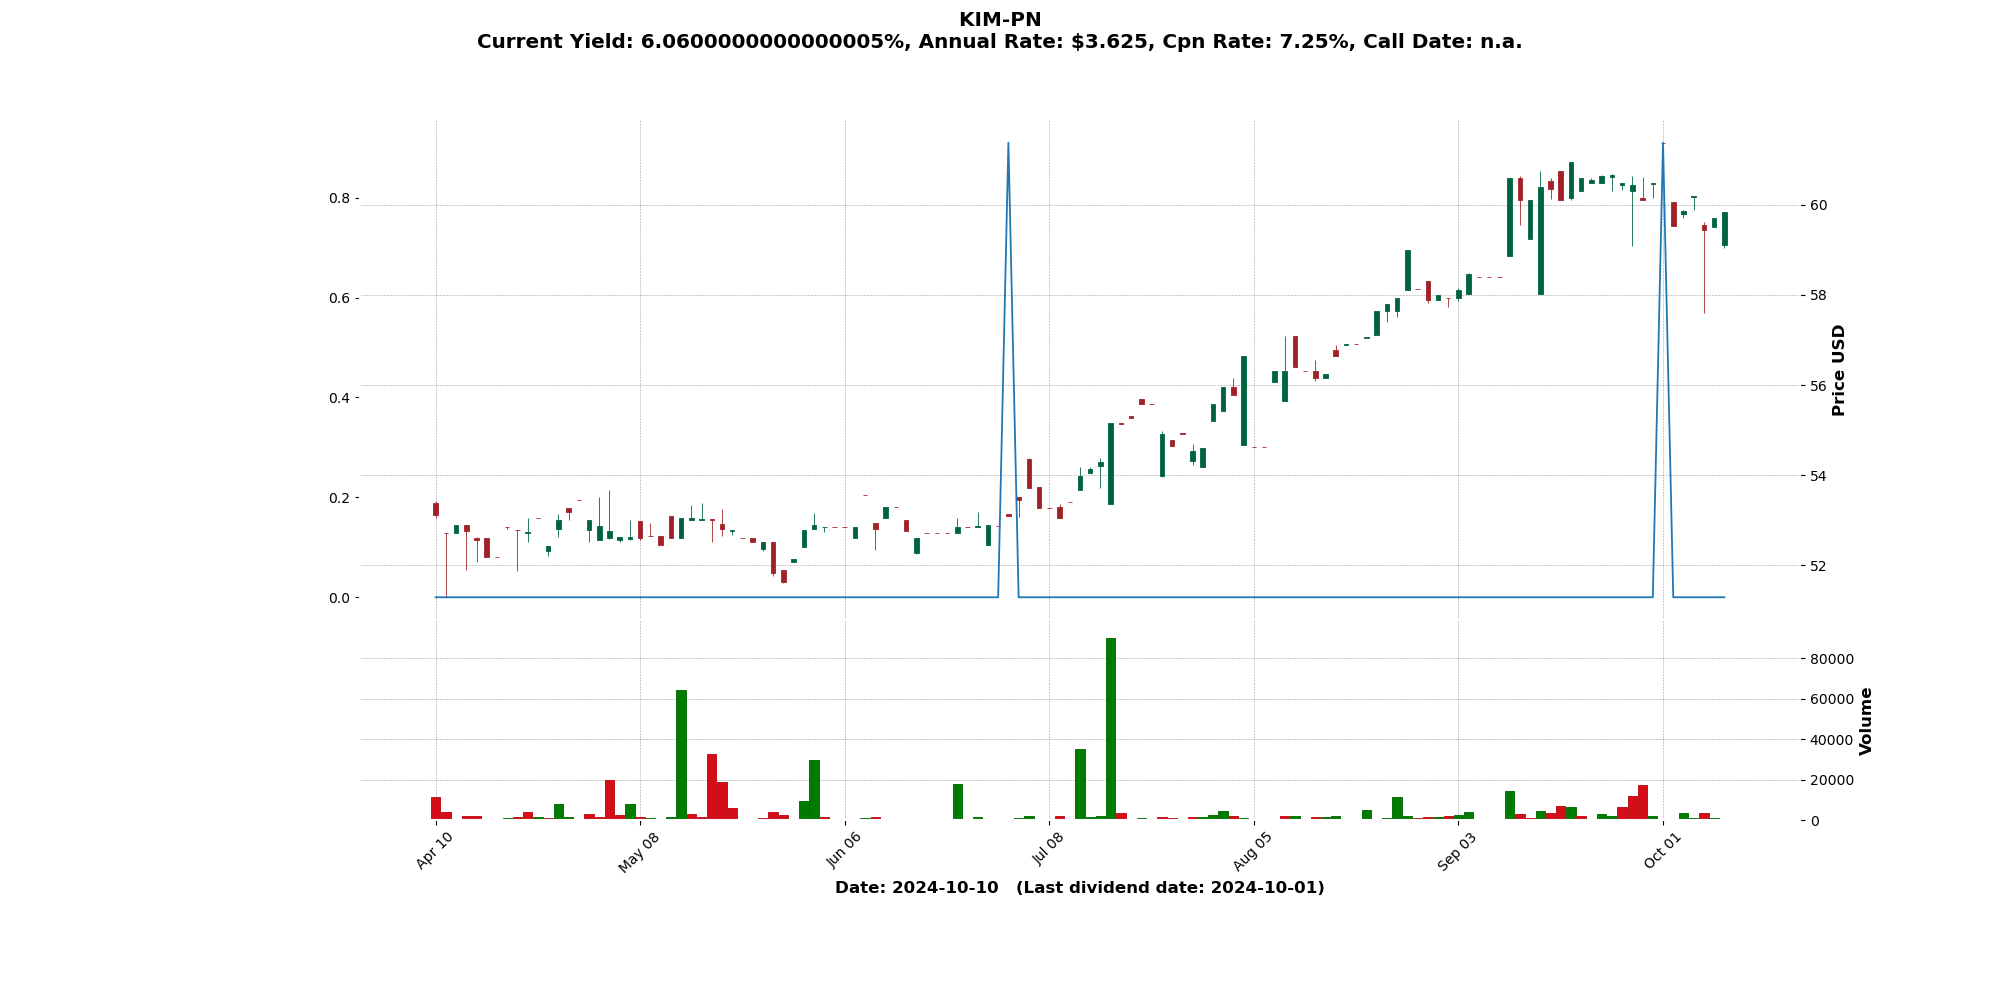 KIM-PN
Current Yield: 6.0600000000000005%, Annual Rate: $3.625, Cpn Rate: 7.25%, Call Date: n.a.
0.8
0.6
0.4
0.2
0.0
60
58
56
54
52
Price USD
80000
60000
40000
20000
0
Volume
Apr 10
May 08
Jun 06
Jul 08
Aug 05
Sep 03
Oct 01
Date: 2024-10-10 (Last dividend date: 2024-10-01)